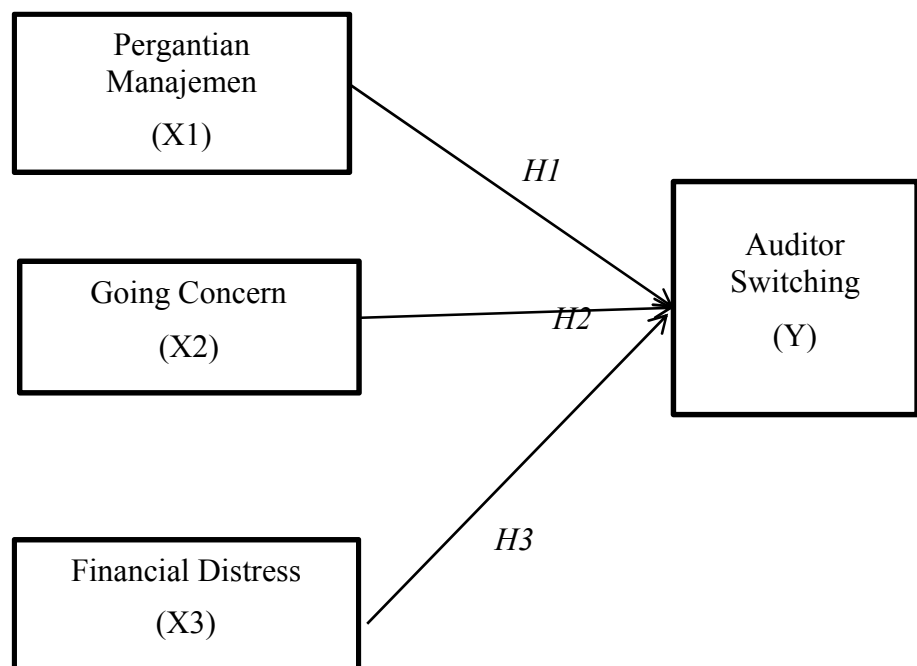 Pergantian
Manajemen
(X1)
H1
Going Concern
(X2)
H2
Auditor
Switching
(Y)
Financial Distress
(X3)
H3